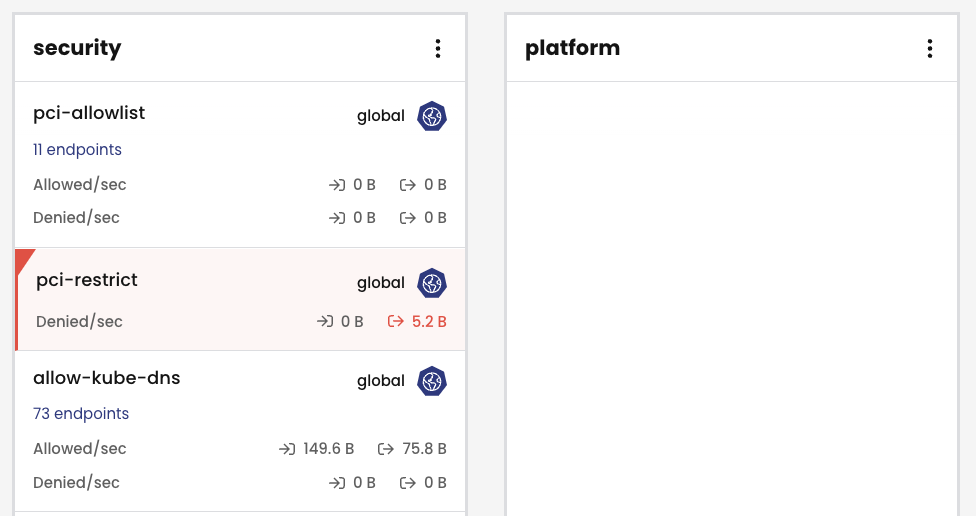 security
pci-allowlist
global
11 endpoints
Allowed/sec 0 B 0 B
Denied/sec 0 B 0 B
pci-restrict
global
Denied/sec 0 B 5.2 B
allow-kube-dns
global
73 endpoints
Allowed/sec 149.6 B 75.8 B
Denied/sec 0 B 0 B
platform